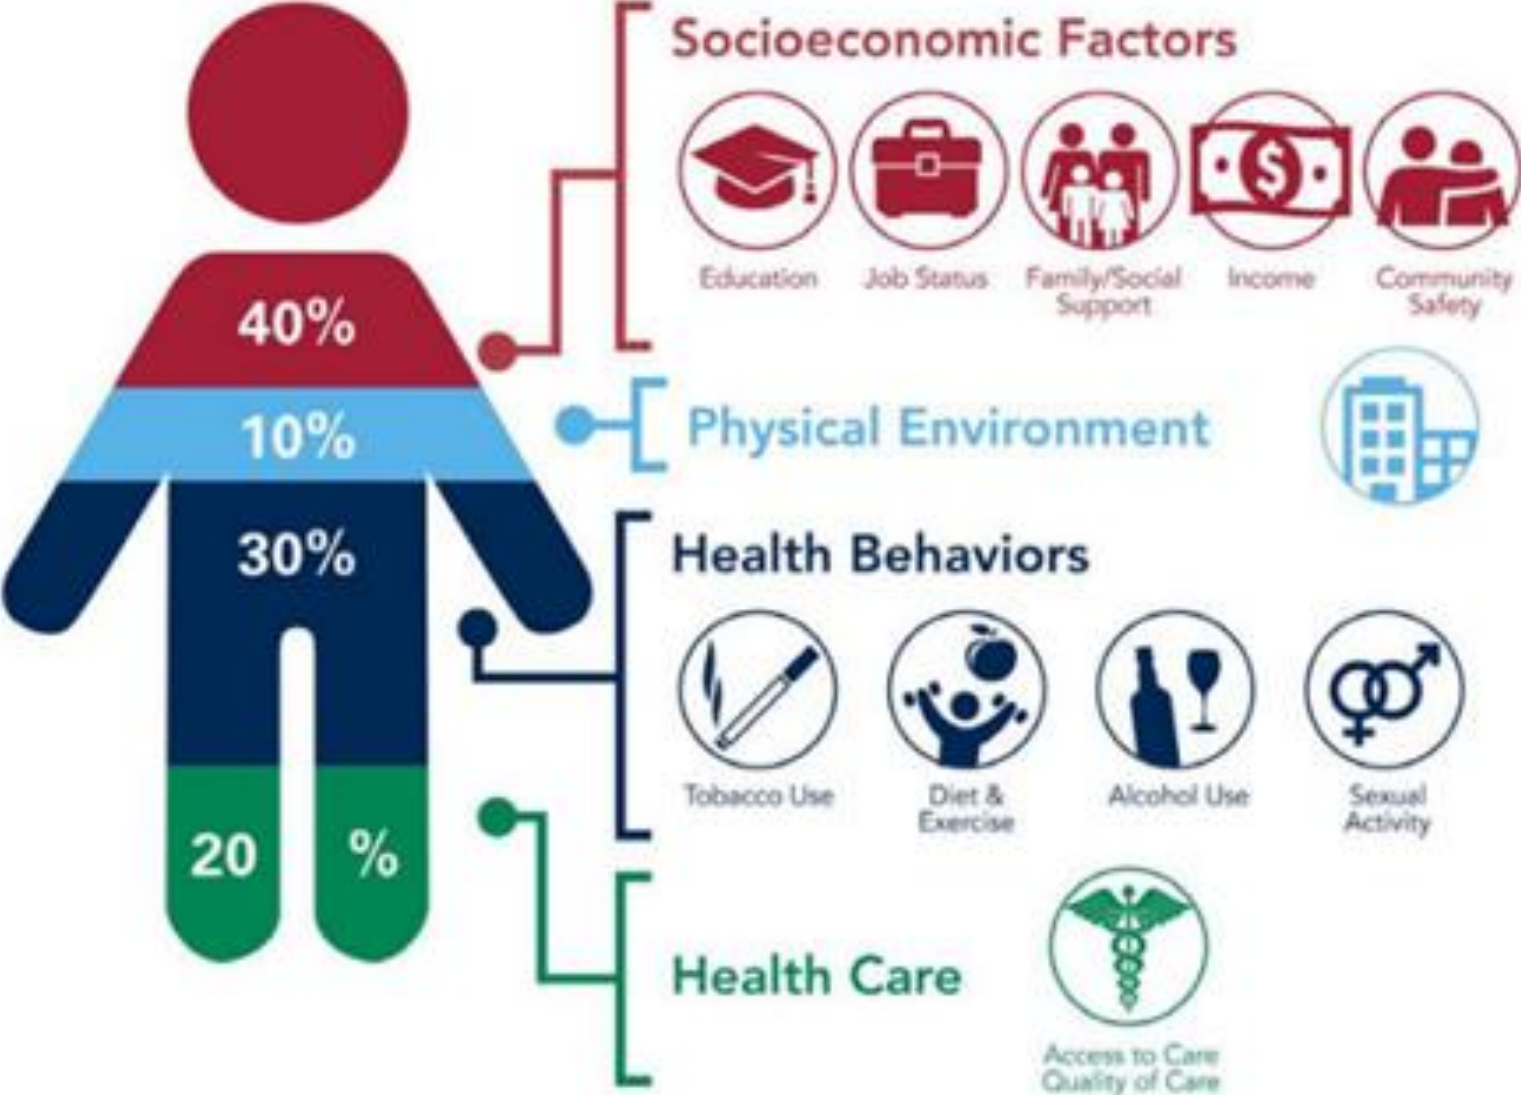 Socioeconomic Factors
Education
Job Status
Family/Social
Support
Income
Community
Safety
40%
10%
Physical Environment
30%
Health Behaviors
Tobacco Use
Diet &
Exercise
Alcohol Use
Sexual
Activity
20 %
Health Care
Access to Care
Quality of Care